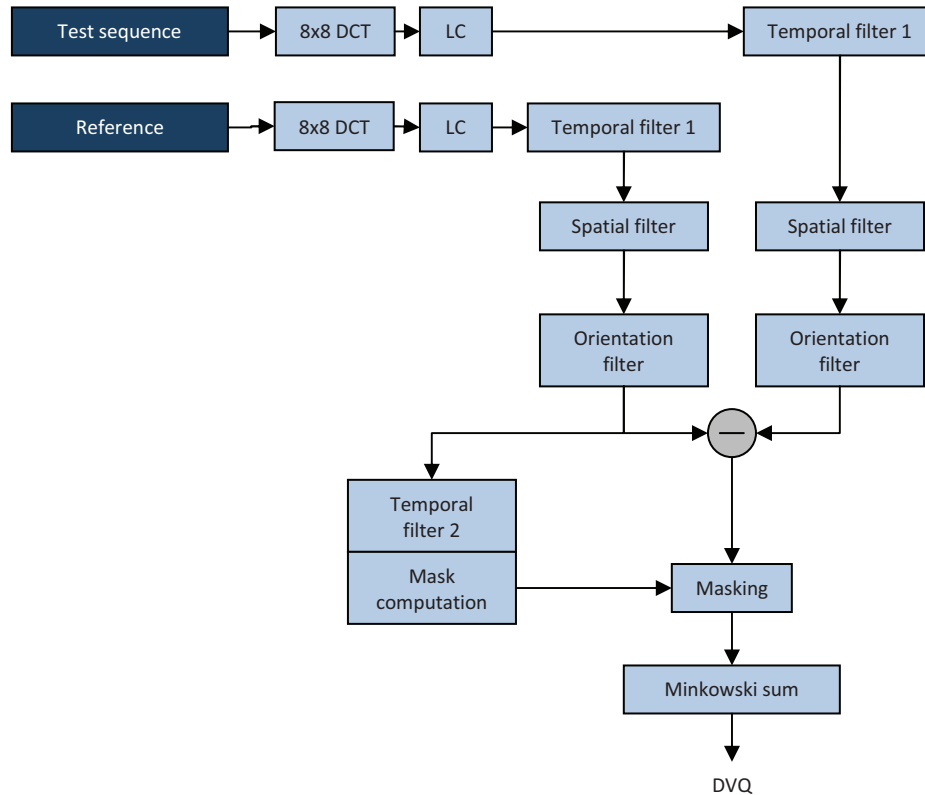 Test sequence
8x8 DCT
LC
Temporal filter 1
Reference
8x8 DCT
LC
Temporal filter 1
Spatial filter
Spatial filter
Orientation
filter
Orientation
filter
—
Temporal
filter 2
Mask
computation
Masking
Minkowski sum
DVQ